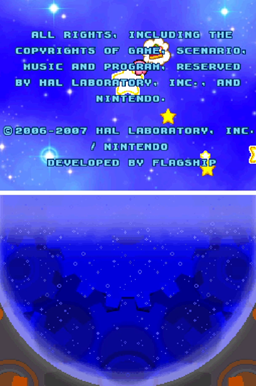 ALL RIGHTS, INCLUDING THE
COPYRIGHTS OF GAME, SCENARIO,
MUSIC AND PROGRAM, RESERVED
BY HAL LABORATORY, INC., AND
NINTENDO.
©2006-2007 HAL LABORATORY, INC.
/ NINTENDO
DEVELOPED BY FLAGSHIP